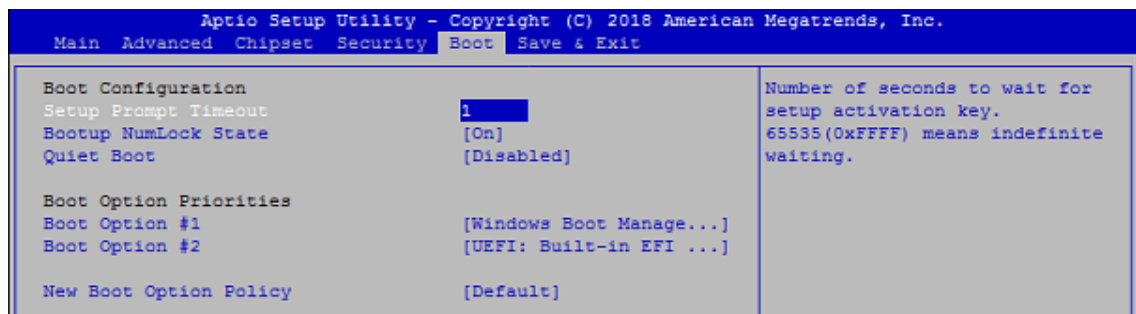 Aptio Setup Utility - Copyright (C) 2018 American Megatrends, Inc.
Main Advanced Chipset Security Boot Save & Exit
Boot Configuration
Setup Prompt Timeout 1
Bootup NumLock State [On]
Quiet Boot [Disabled]
Boot Option Priorities
Boot Option #1 [Windows Boot Manage...]
Boot Option #2 [UEFI: Built-in EFI ...]
New Boot Option Policy [Default]
Number of seconds to wait for
setup activation key.
65535(0xFFFF) means indefinite
waiting.